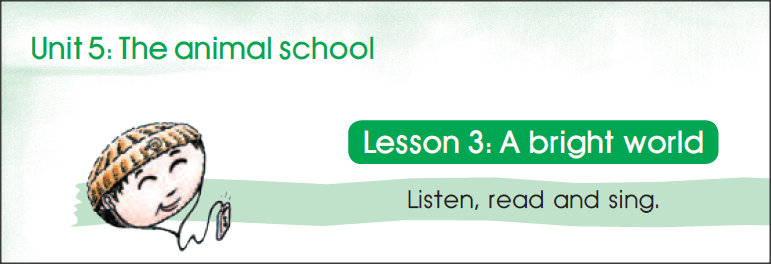 Unit 5: The animal school
Lesson 3: A bright world
Listen, read and sing.